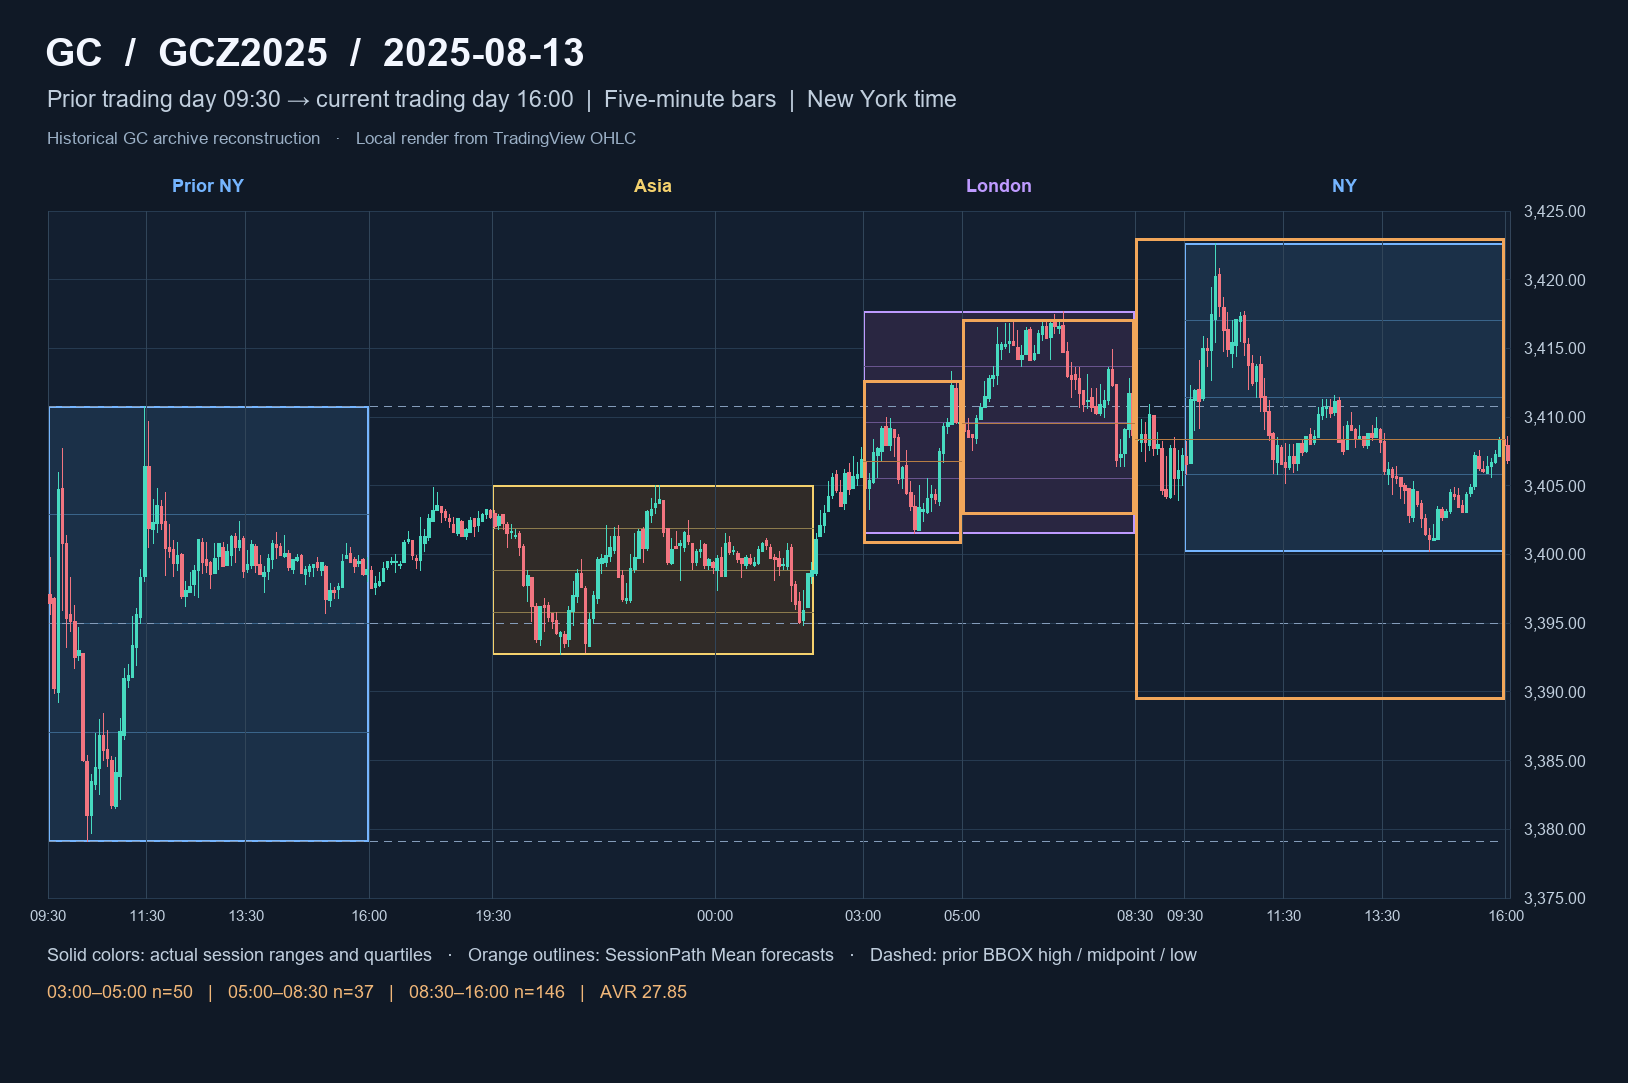 GC / GCZ2025 / 2025-08-13
Prior trading day 09:30 → current trading day 16:00 | Five-minute bars | New York time
Historical GC archive reconstruction · Local render from TradingView OHLC
Prior NY Asia London NY
3,425.00
3,420.00
3,415.00
3,410.00
3,405.00
3,400.00
3,395.00
3,390.00
3,385.00
3,380.00
3,375.00
09:30 11:30 13:30 16:00 19:30 00:00 03:00 05:00 08:30 09:30 11:30 13:30 16:00
Solid colors: actual session ranges and quartiles · Orange outlines: SessionPath Mean forecasts · Dashed: prior BBOX high / midpoint / low
03:00–05:00 n=50 | 05:00–08:30 n=37 | 08:30–16:00 n=146 | AVR 27.85